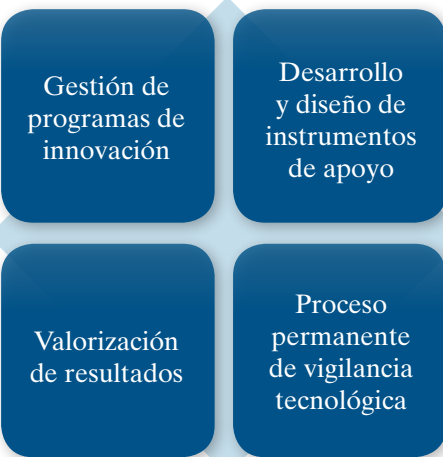 Gestión de
programas de
innovación
Desarrollo
y diseño de
instrumentos
de apoyo
Valorización
de resultados
Proceso
permanente
de vigilancia
tecnológica